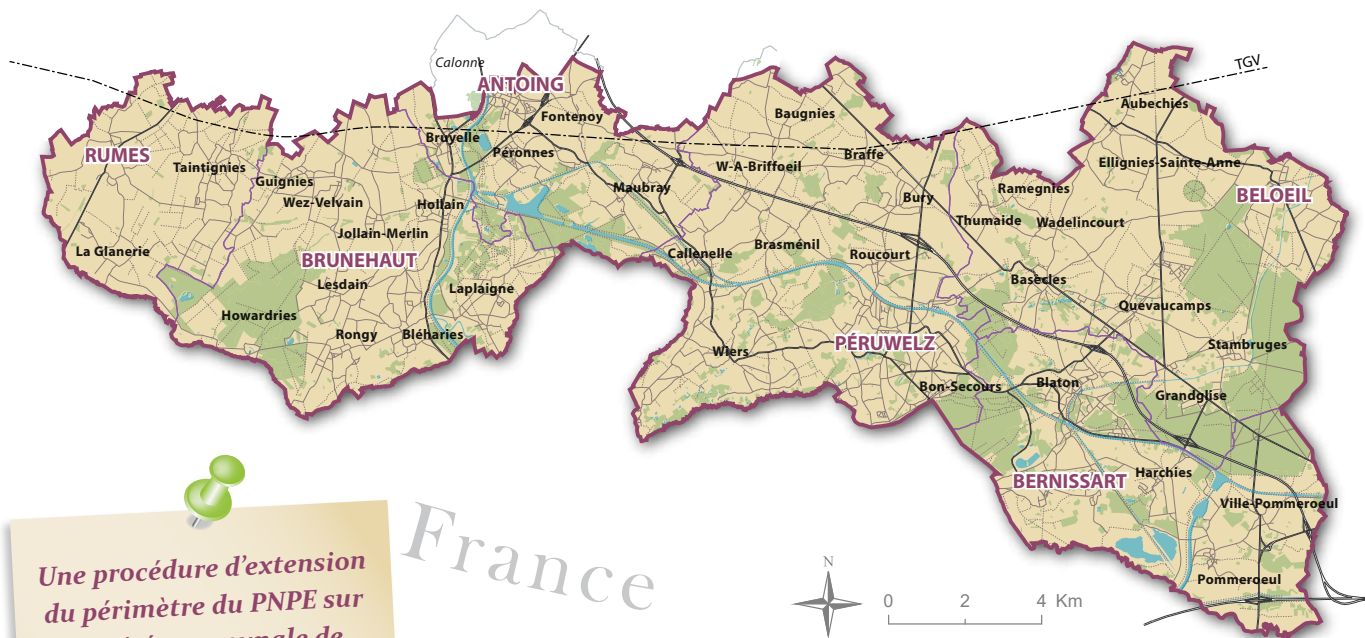 Calonne
TGV
ANTOING
Aubechies
Baugnies
Fontenoy
Bruyelle
RUMES
Péronnes
Braffe
Taintignies
W-A-Briffoeil
Ellignies-Sainte-Anne
Guignies
Maubray
Ramegnies
BELOEIL
Wez-Velvain
Hollain
Bury
Thumaide
Wadelincourt
Jollain-Merlin
La Glanerie
Brasménil
Callenelle
Roucourt
BRUNEHAUT
Lesdain
Laplaigne
Basècles
Quevaucamps
Howardries
Rongy
Bléharies
PÉRUWELZ
Stambruges
Wiers
Bon-Secours
Blaton
Grandglise
Harchies
BERNISSART
Ville-Pommeroeul
Pommeroeul
France
N
0 2 4 Km
Une procédure d'extension
du périmètre du PNPE sur
communale de